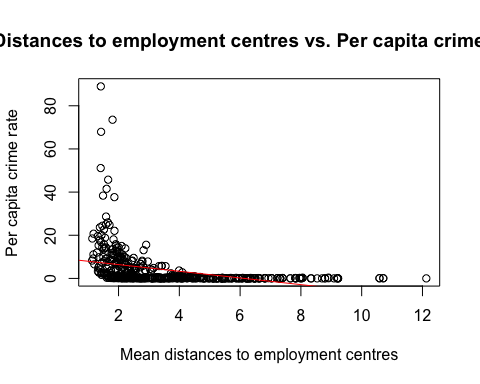 Distances to employment centres vs. Per capita crime
Per capita crime rate
80
60
40
20
0
2 4 6 8 10 12
Mean distances to employment centres